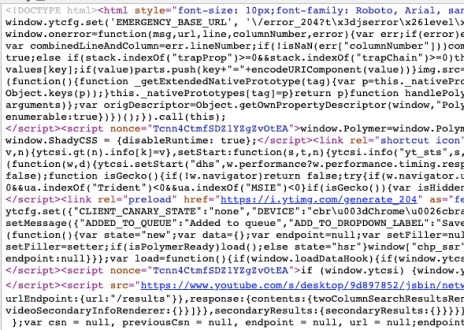 <!DOCTYPE html><html style="font-size: 10px;font-family: Roboto, Arial, san
window.ytcfg.set('EMERGENCY_BASE_URL', '\/error_204?t\x3djserror\x26level\x
window.onerror=function(msg,url,line,columnNumber,error){var err;if(error)e
var combinedLineAndColumn=err.lineNumber;if(!isNaN(err["columnNumber"]))com
true;else if(stack.indexOf("trapProp")>=0&&stack.indexOf("trapChain")>=0)th
values[key];if(value)parts.push(key+"="+encodeURIComponent(value))}img.src=
(function(){function _getExtendedNativePrototype(tag){var p=this._nativePro
Object.keys(p));}this._nativePrototypes[tag]=p}return p}function handlePoly
arguments)};var origDescriptor=Object.getOwnPropertyDescriptor(window,"Poly
enumerable:true})})();}).call(this);
</script><script nonce="Tcnn4CtmfSDZlYZgZvOtEA">window.Polymer=window.Polym
window.ShadyCSS = {disableRuntime: true};</script><link rel="shortcut icon"
v,n){ytcsi.gt(n).info[k]=v},setStart:function(s,t,n){ytcsi.info("yt_sts",s,
(function(w,d){ytcsi.setStart("dhs",w.performance?w.performance.timing.resp
false);function isGecko(){if(!w.navigator)return false;try{if(w.navigator.u
0&&ua.indexOf("Trident")<0&&ua.indexOf("MSIE")<0}if(isGecko()){var isHidden
</script><link rel="preload" href="https://i.ytimg.com/generate_204" as="fe
ytcfg.set({"CLIENT_CANARY_STATE":"none","DEVICE":"cbr\u003dChrome\u0026cbra
setMessage({"ADDED_TO_QUEUE":"Added to queue","ADD_TO_DROPDOWN_LABEL":"Save
(function(){var state="new";var data={};var endpoint=null;var setFiller=nul
setFiller=setter;if(isPolymerReady)load();else state="hsr"}window["chp_ssr"
endpoint:null}}};var load=function(){if(window.loadDataHook){if(window.ytcs
</script><script nonce="Tcnn4CtmfSDZlYZgZvOtEA">if (window.ytcsi) {window.y
</script><script src="https://www.youtube.com/s/desktop/9d897852/jsbin/netw
urlEndpoint:{url:"/results"}},response:{contents:{twoColumnSearchResultsRen
videoSecondaryInfoRenderer:{}}]}},secondaryResults:{secondaryResults:{}}}}}
;var csn = null, previousCsn = null, endpoint = null, url = null;endpoint